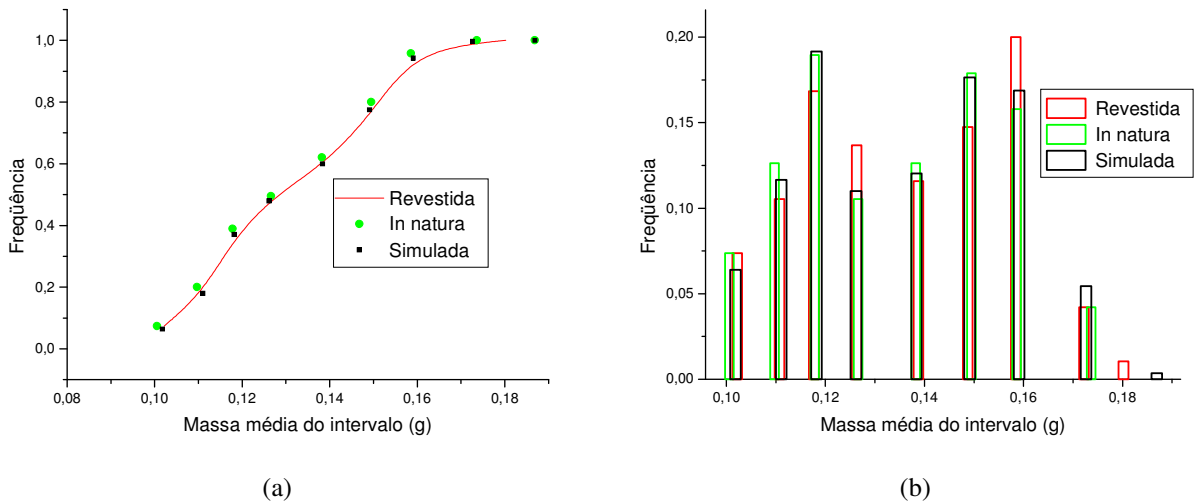 1,0
0,8
0,6
0,4
0,2
0,0
Freqüência
0,08
0,10
0,12
0,14
0,16
0,18
Massa média do intervalo (g)
Revestida
In natura
Simulada
(a)
0,20
0,15
0,10
0,05
0,00
Freqüência
0,10
0,12
0,14
0,16
0,18
Massa média do intervalo (g)
Revestida
In natura
Simulada
(b)